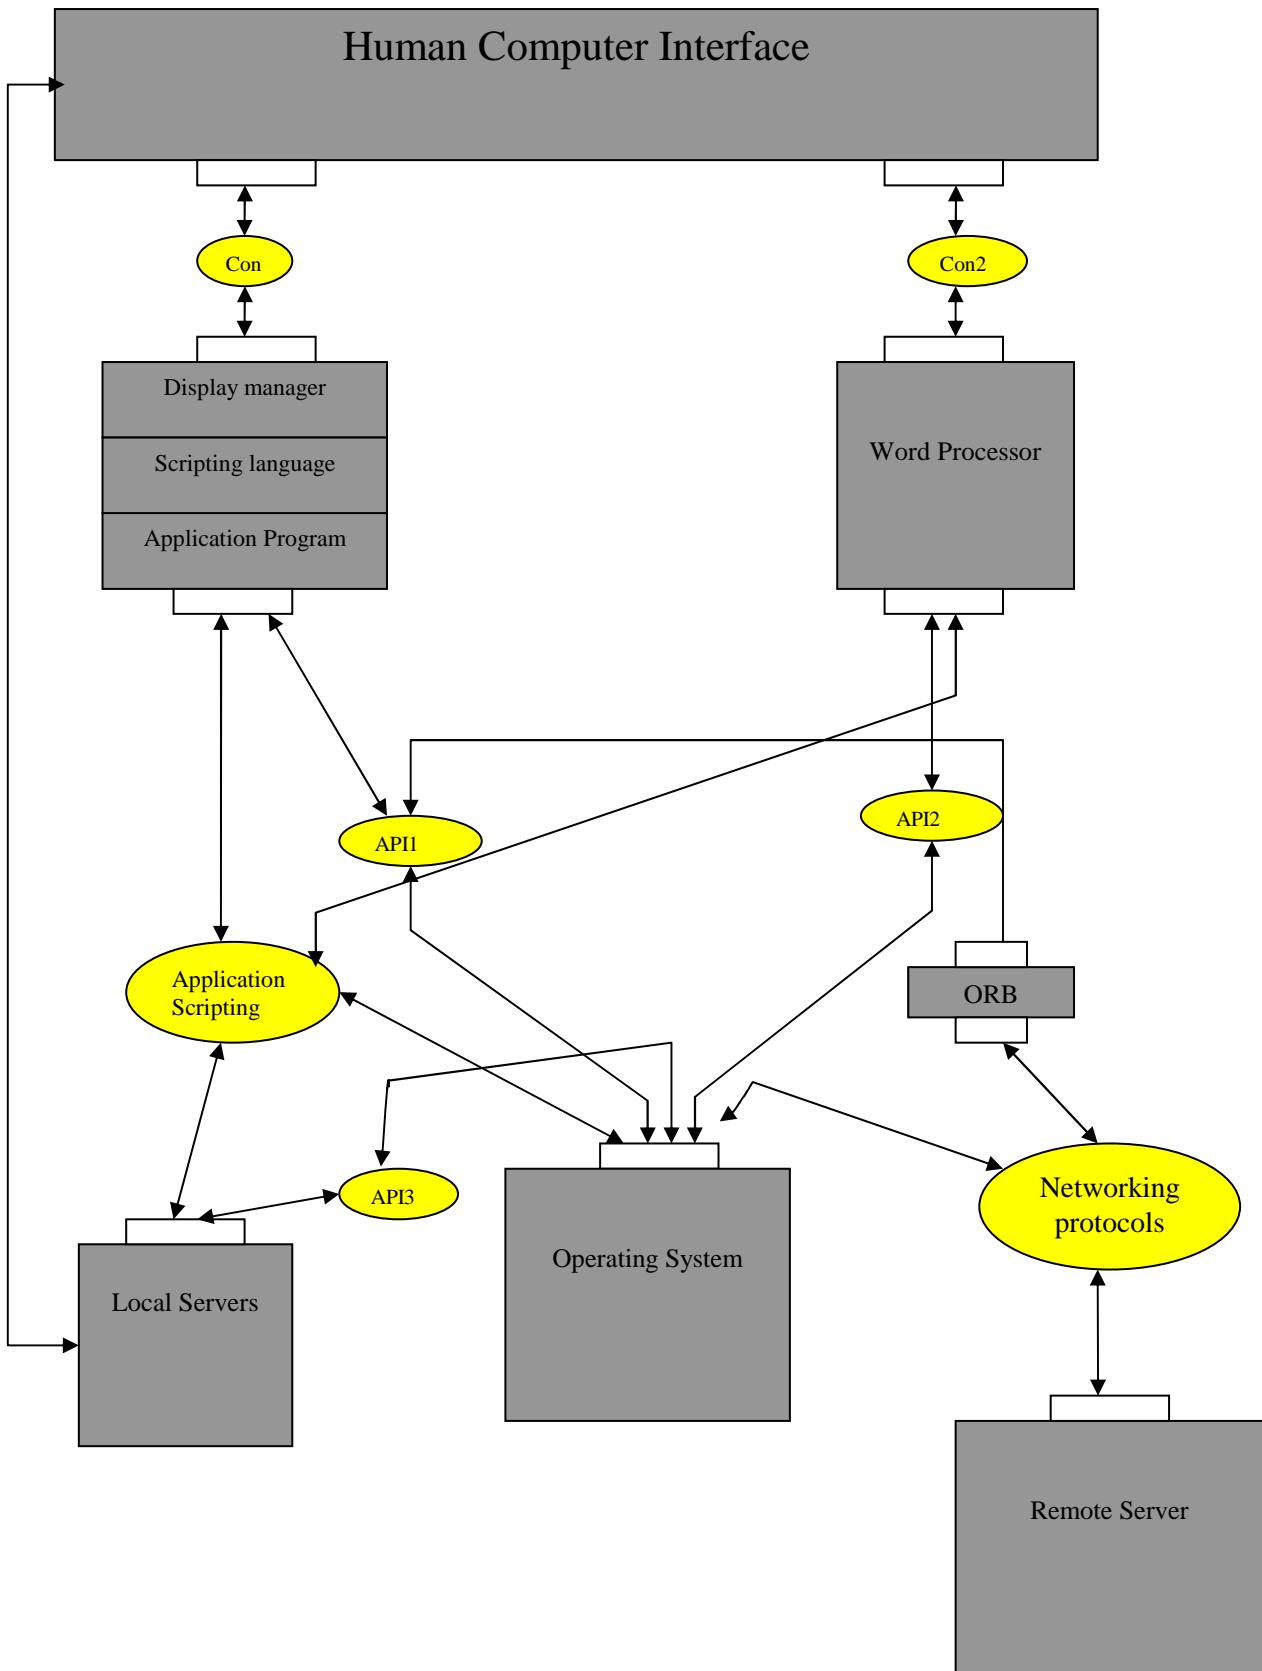 Human Computer Interface
Con
Con2
Display manager
Scripting language
Application Program
Word Processor
API1
API2
Application
Scripting
ORB
API3
Networking
protocols
Operating System
Local Servers
Remote Server